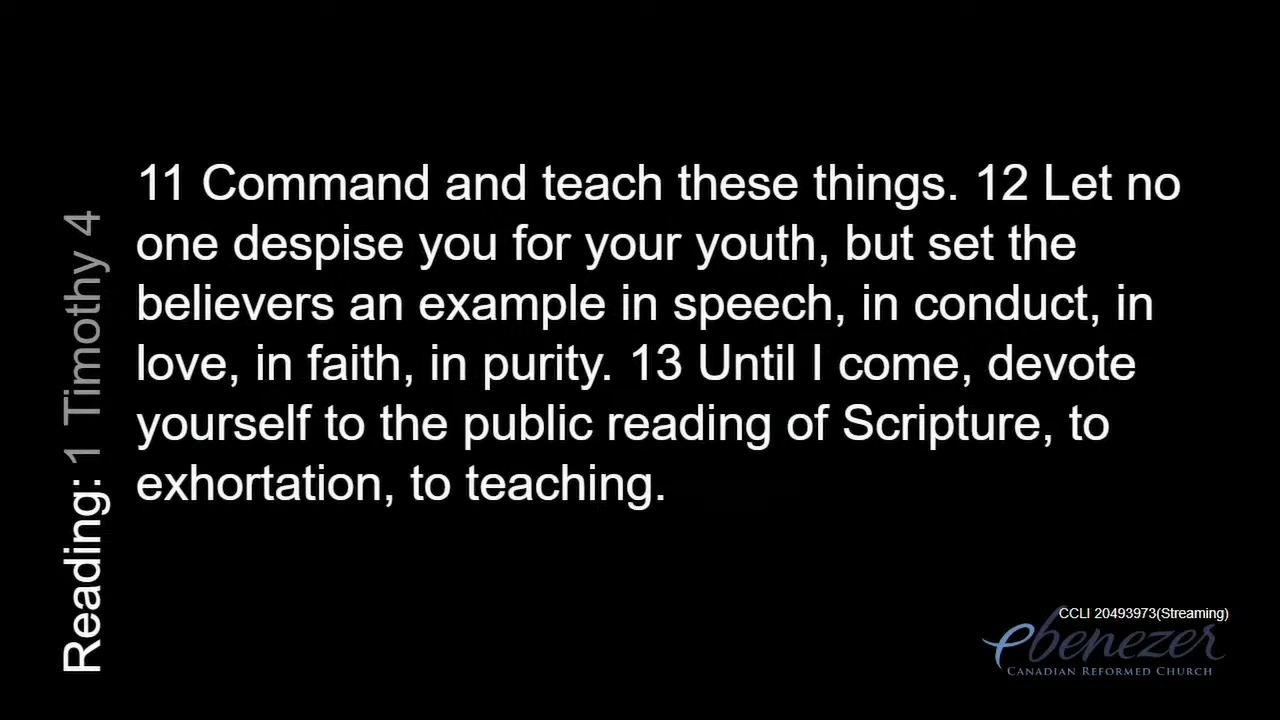 Reading: 1 Timothy 4
11 Command and teach these things. 12 Let no
one despise you for your youth, but set the
believers an example in speech, in conduct, in
love, in faith, in purity. 13 Until I come, devote
yourself to the public reading of Scripture, to
exhortation, to teaching.
CCLI 20493973(Streaming)
ebenezer
CANADIAN REFORMED CHURCH